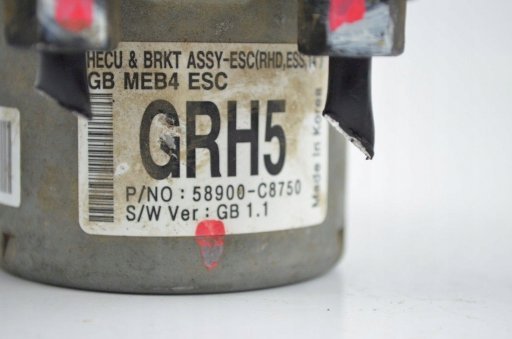 HECU & BRKT ASSY-ESC(RHD,ESS,14")
GB MEB4 ESC
GRH5
P/NO : 58900-C8750
S/W Ver : GB 1.1
Made in Korea